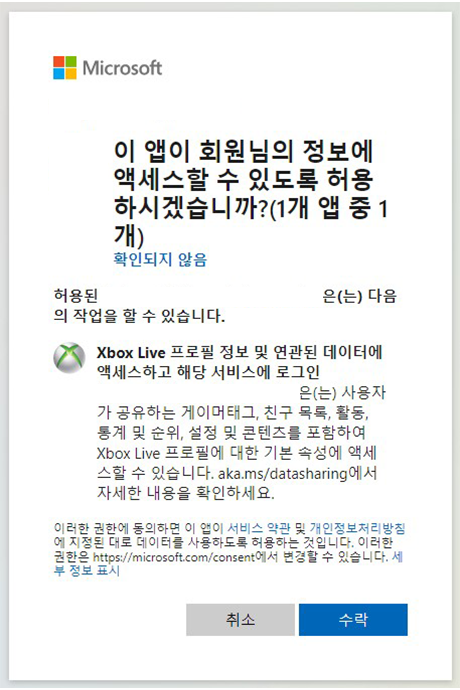 Microsoft
이 앱이 회원님의 정보에
액세스할 수 있도록 허용
하시겠습니까?(1개 앱 중 1
개)
확인되지 않음
허용된 은(는) 다음
의 작업을 할 수 있습니다.
Xbox Live 프로필 정보 및 연관된 데이터에
액세스하고 해당 서비스에 로그인
은(는) 사용자
가 공유하는 게이머태그, 친구 목록, 활동,
통계 및 순위, 설정 및 콘텐츠를 포함하여
Xbox Live 프로필에 대한 기본 속성에 액세
스할 수 있습니다. aka.ms/datasharing에서
자세한 내용을 확인하세요.
이러한 권한에 동의하면 이 앱이 서비스 약관 및 개인정보처리방침
에 지정된 대로 데이터를 사용하도록 허용하는 것입니다. 이러한
권한은 https://microsoft.com/consent에서 변경할 수 있습니다. 세
부 정보 표시
취소 수락